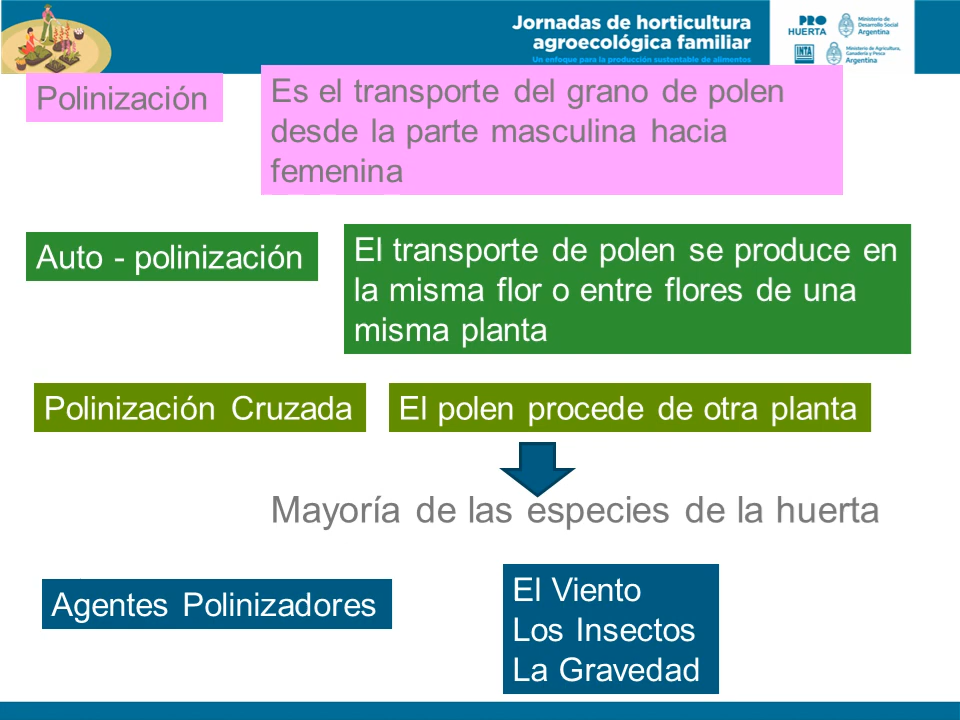 Jornadas de horticultura
agroecológica familiar
Un enfoque para la producción sustentable de alimentos
PRO
HUERTA
Ministerio de
Desarrollo Social
Argentina
INTA
Ministerio de Agricultura,
Ganadería y Pesca
Argentina
Polinización
Es el transporte del grano de polen
desde la parte masculina hacia
femenina
Auto - polinización
El transporte de polen se produce en
la misma flor o entre flores de una
misma planta
Polinización Cruzada
El polen procede de otra planta
Mayoría de las especies de la huerta
Agentes Polinizadores
El Viento
Los Insectos
La Gravedad